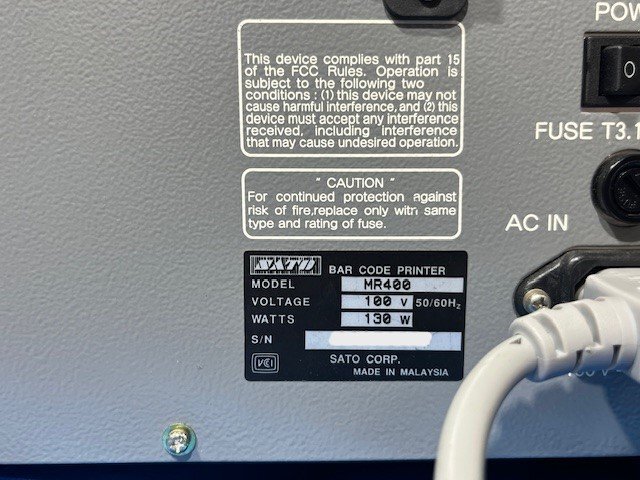 This device complies with part 15
of the FCC Rules. Operation is
subject to the following two
conditions : (1) this device may not
cause harmful interference, and (2) this
device must accept any interference
received, including interference
that may cause undesired operation.
" CAUTION "
For continued protection against
risk of fire,replace only with same
type and rating of fuse.
SATO BAR CODE PRINTER
MODEL MR400
VOLTAGE 100 V 50/60Hz
WATTS 130 W
S/N
VCI
SATO CORP.
MADE IN MALAYSIA
POW
0
FUSE T3.1
AC IN